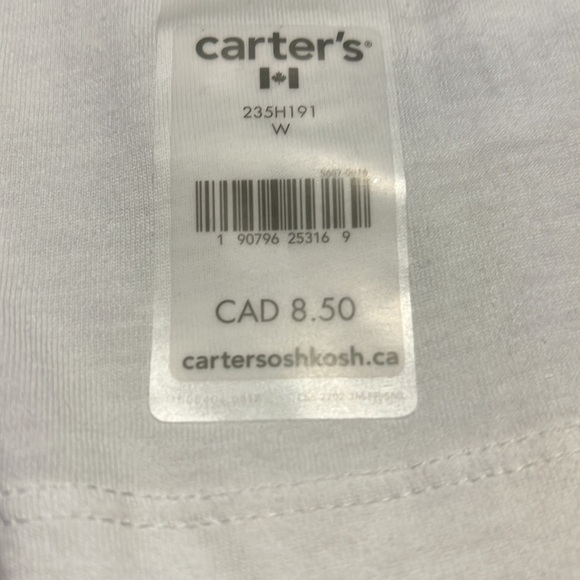 carter's®
235H191
W
1 90796 25316 9
CAD 8.50
cartersoshkosh.ca